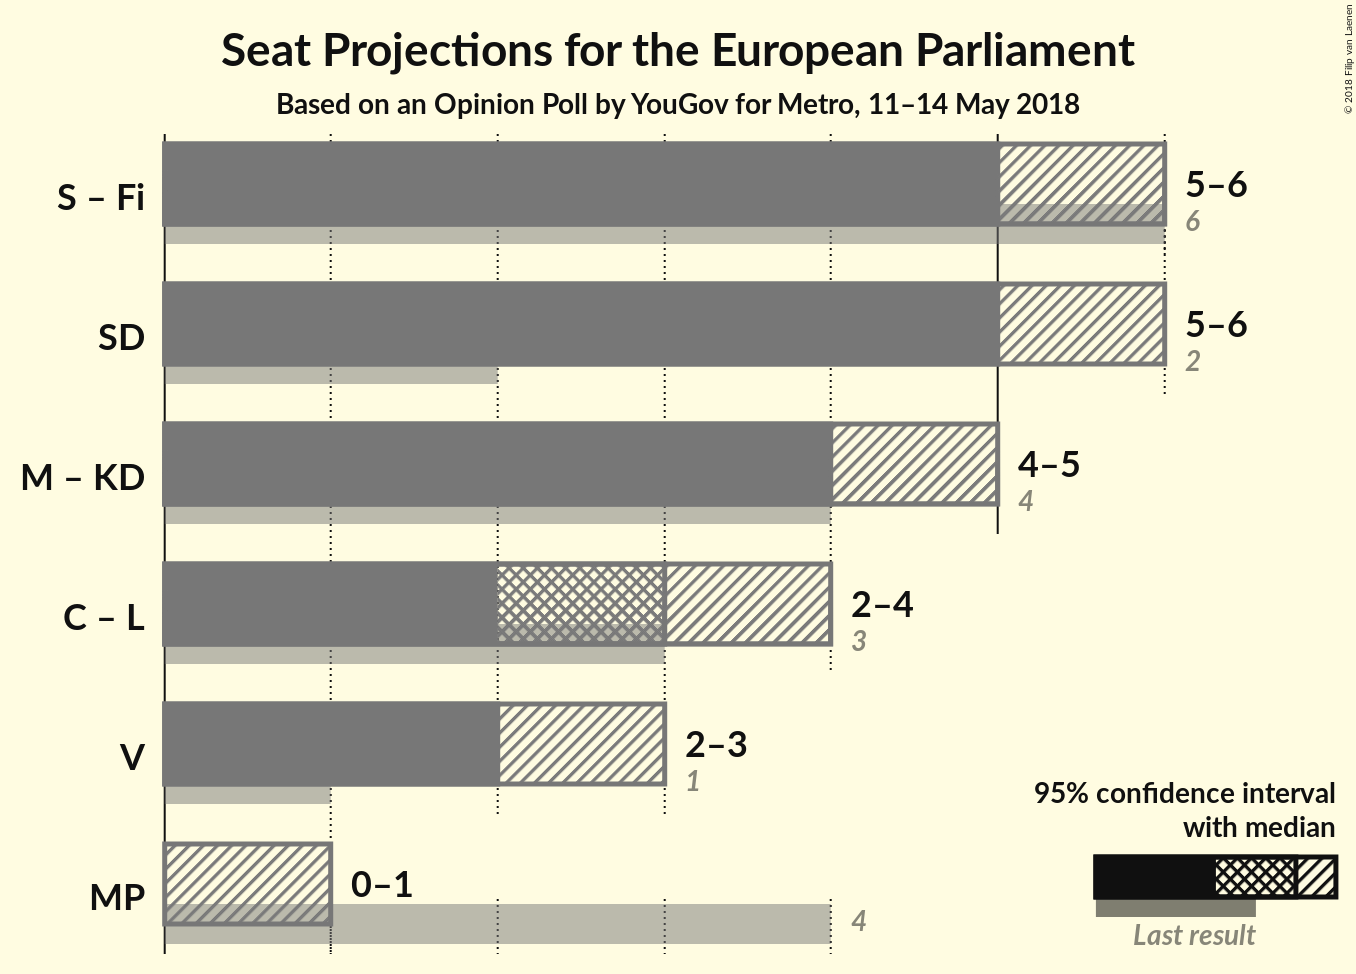 Seat Projections for the European Parliament
Based on an Opinion Poll by YouGov for Metro, 11–14 May 2018
© 2018 Filip van Laenen
S – Fi
5–6
6
SD
5–6
2
M – KD
4–5
4
C – L
2–4
3
V
2–3
1
MP
0–1
4
95% confidence interval
with median
Last result